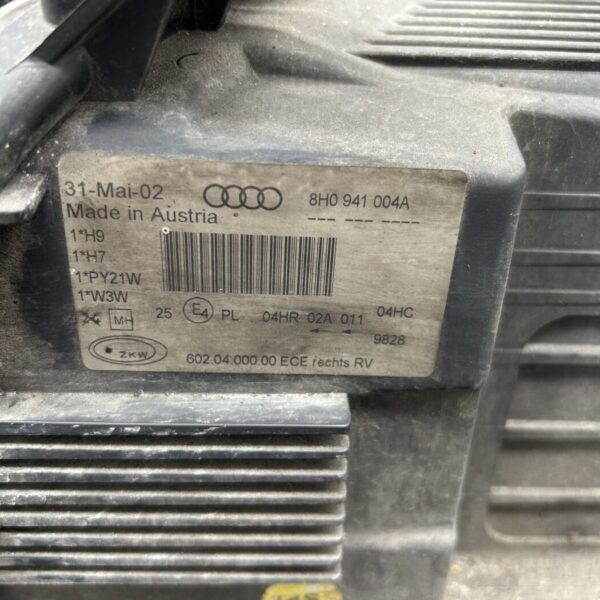 31-Mai-02 8H0 941 004A
Made in Austria --- --- ---
1*H9
1*H7
1*PY21W
1*W3W
MH 25 E4 PL 04HR 02A 011 04HC
9828
ZKW 602.04.000.00 ECE rechts RV